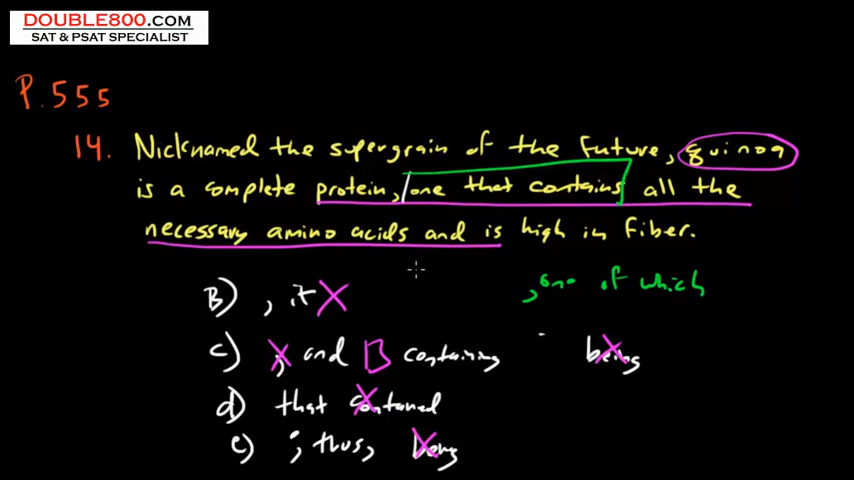 DOUBLE800.COM
SAT & PSAT SPECIALIST
P.555
14. Nicknamed the supergrain of the future, quinoa
is a complete protein, one that contains all the
necessary amino acids and is high in fiber.
B) , it , one of which
c) ; and containing being
d) that contained
e) ; thus, being